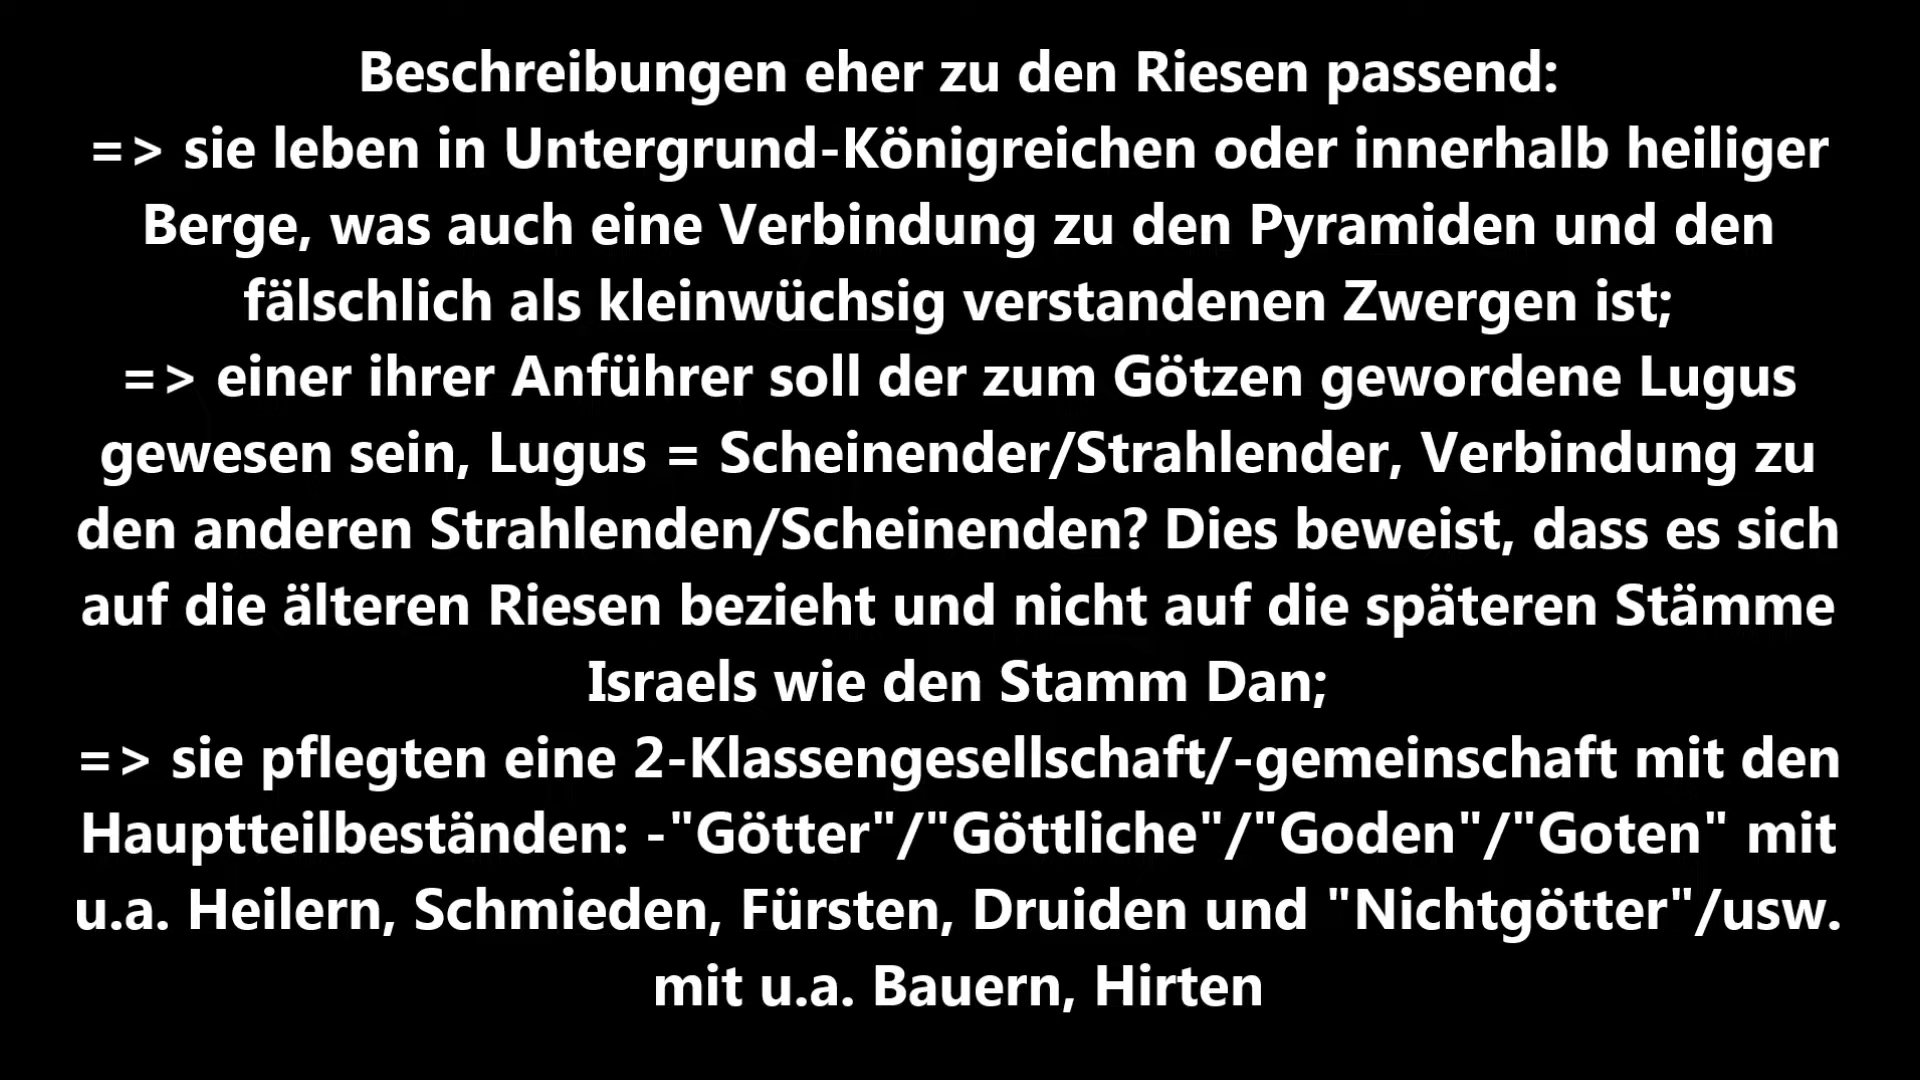 Beschreibungen eher zu den Riesen passend:
=> sie leben in Untergrund-Königreichen oder innerhalb heiliger
Berge, was auch eine Verbindung zu den Pyramiden und den
fälschlich als kleinwüchsig verstandenen Zwergen ist;
=> einer ihrer Anführer soll der zum Götzen gewordene Lugus
gewesen sein, Lugus = Scheinender/Strahlender, Verbindung zu
den anderen Strahlenden/Scheinenden? Dies beweist, dass es sich
auf die älteren Riesen bezieht und nicht auf die späteren Stämme
Israels wie den Stamm Dan;
=> sie pflegten eine 2-Klassengesellschaft/-gemeinschaft mit den
Hauptteilbeständen: -"Götter"/"Göttliche"/"Goden"/"Goten" mit
u.a. Heilern, Schmieden, Fürsten, Druiden und "Nichtgötter"/usw.
mit u.a. Bauern, Hirten